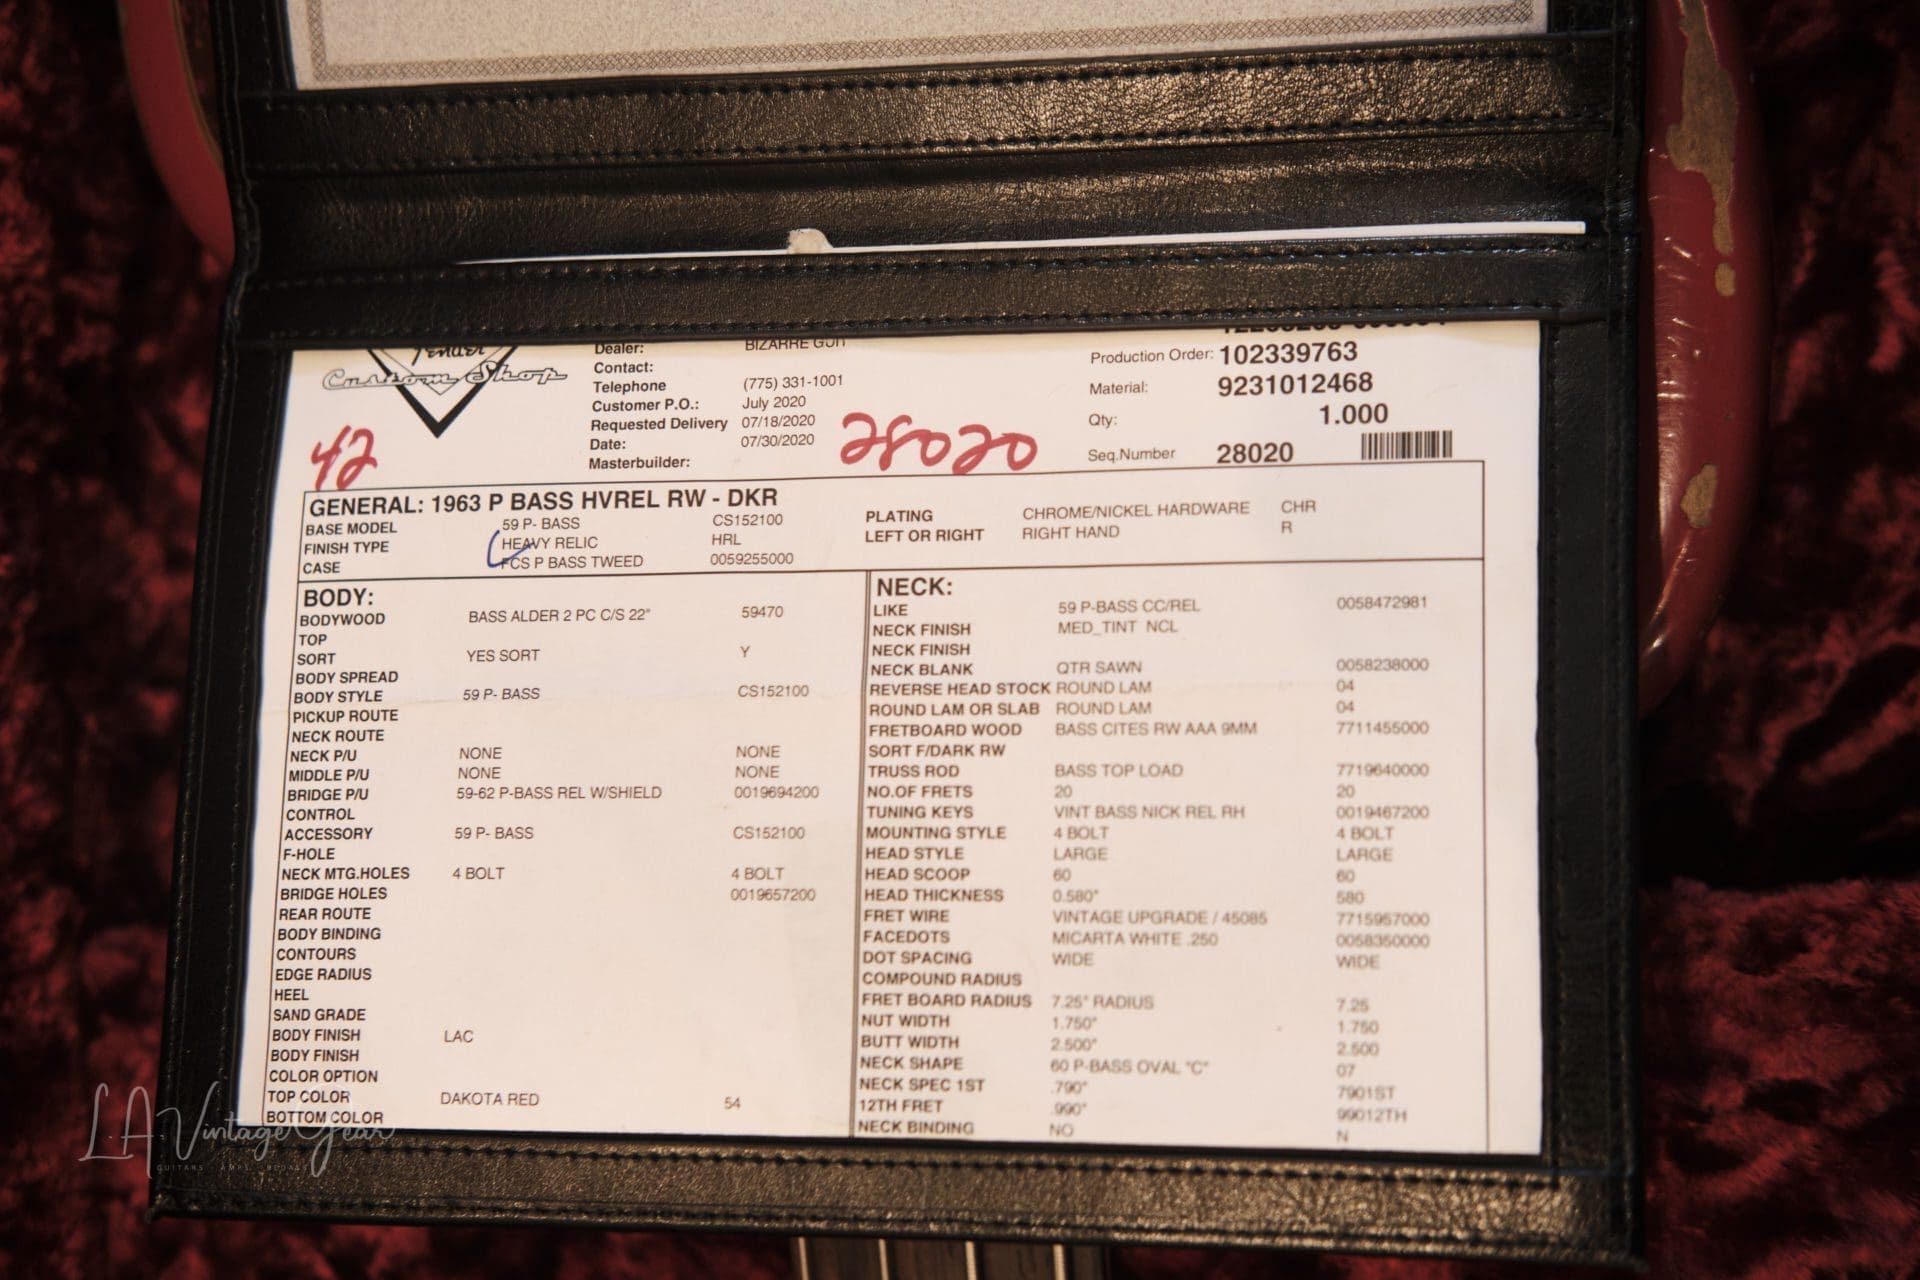 Fender
Custom Shop
Dealer:
Contact:
Telephone (775) 331-1001
Customer P.O.: July 2020
Requested Delivery 07/18/2020
Date: 07/30/2020
Masterbuilder:
BIZARRE GUIT
Production Order: 102339763
Material: 9231012468
Qty: 1.000
Seq.Number 28020
42
28020
GENERAL: 1963 P BASS HVREL RW - DKR
BASE MODEL 59 P- BASS CS152100
FINISH TYPE HEAVY RELIC HRL
CASE FCS P BASS TWEED 0059255000
PLATING CHROME/NICKEL HARDWARE CHR
LEFT OR RIGHT RIGHT HAND R
BODY:
BODYWOOD BASS ALDER 2 PC C/S 22" 59470
TOP
SORT YES SORT Y
BODY SPREAD
BODY STYLE 59 P- BASS CS152100
PICKUP ROUTE
NECK ROUTE
NECK P/U NONE NONE
MIDDLE P/U NONE NONE
BRIDGE P/U 59-62 P-BASS REL W/SHIELD 0019694200
CONTROL
ACCESSORY 59 P- BASS CS152100
F-HOLE
NECK MTG.HOLES 4 BOLT 4 BOLT
BRIDGE HOLES 0019657200
REAR ROUTE
BODY BINDING
CONTOURS
EDGE RADIUS
HEEL
SAND GRADE
BODY FINISH LAC
BODY FINISH
COLOR OPTION
TOP COLOR DAKOTA RED 54
BOTTOM COLOR
NECK:
LIKE 59 P-BASS CC/REL 0058472981
NECK FINISH MED_TINT NCL
NECK FINISH
NECK BLANK QTR SAWN 0058238000
REVERSE HEAD STOCK ROUND LAM 04
ROUND LAM OR SLAB ROUND LAM 04
FRETBOARD WOOD BASS CITES RW AAA 9MM 7711455000
SORT F/DARK RW
TRUSS ROD BASS TOP LOAD 7719640000
NO.OF FRETS 20 20
TUNING KEYS VINT BASS NICK REL RH 0019467200
MOUNTING STYLE 4 BOLT 4 BOLT
HEAD STYLE LARGE LARGE
HEAD SCOOP 60 60
HEAD THICKNESS 0.580" 580
FRET WIRE VINTAGE UPGRADE / 45085 7715957000
FACEDOTS MICARTA WHITE .250 0058350000
DOT SPACING WIDE WIDE
COMPOUND RADIUS
FRET BOARD RADIUS 7.25" RADIUS 7.25
NUT WIDTH 1.750" 1.750
BUTT WIDTH 2.500" 2.500
NECK SHAPE 60 P-BASS OVAL "C" 07
NECK SPEC 1ST .790" 7901ST
12TH FRET .990" 99012TH
NECK BINDING NO N
L.A. Vintage Gear
GUITARS AMPS PEDALS